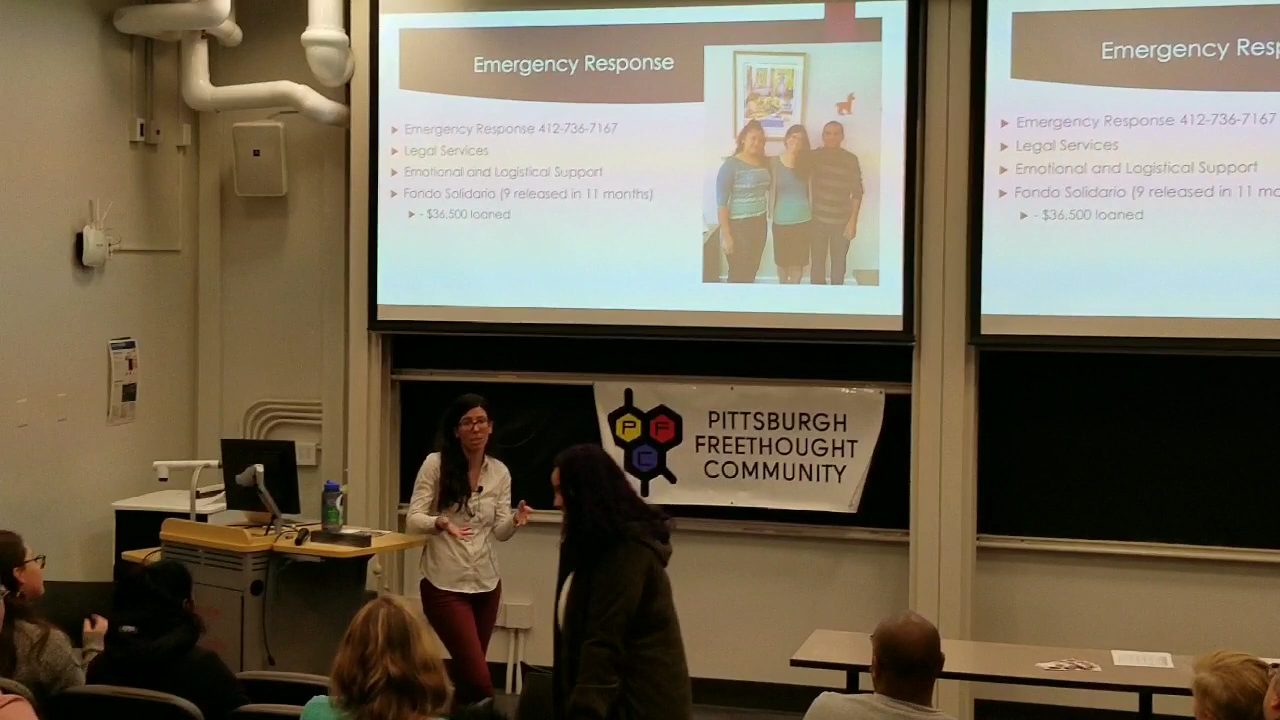 Emergency Response
Emergency Response 412-736-7167
Legal Services
Emotional and Logistical Support
Fondo Solidario (9 released in 11 months)
- $36,500 loaned
Emergency Resp
Emergency Response 412-736-7167
Legal Services
Emotional and Logistical Support
Fondo Solidario (9 released in 11 mo
- $36,500 loaned
P F
C
PITTSBURGH
FREETHOUGHT
COMMUNITY